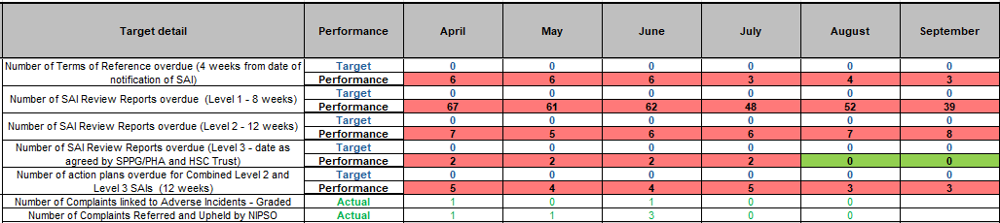 Target detail Performance April May June July August September
Number of Terms of Reference overdue (4 weeks from date of notification of SAI) Target 0 0 0 0 0 0
Performance 6 6 6 3 4 3
Number of SAI Review Reports overdue (Level 1 - 8 weeks) Target 0 0 0 0 0 0
Performance 67 61 62 48 52 39
Number of SAI Review Reports overdue (Level 2 - 12 weeks) Target 0 0 0 0 0 0
Performance 7 5 6 6 7 8
Number of SAI Review Reports overdue (Level 3 - date as agreed by SPPG/PHA and HSC Trust) Target 0 0 0 0 0 0
Performance 2 2 2 2 0 0
Number of action plans overdue for Combined Level 2 and Level 3 SAIs (12 weeks) Target 0 0 0 0 0 0
Performance 5 4 4 5 3 3
Number of Complaints linked to Adverse Incidents - Graded Actual 1 0 1 0 0
Number of Complaints Referred and Upheld by NIPSO Actual 1 1 3 0 0